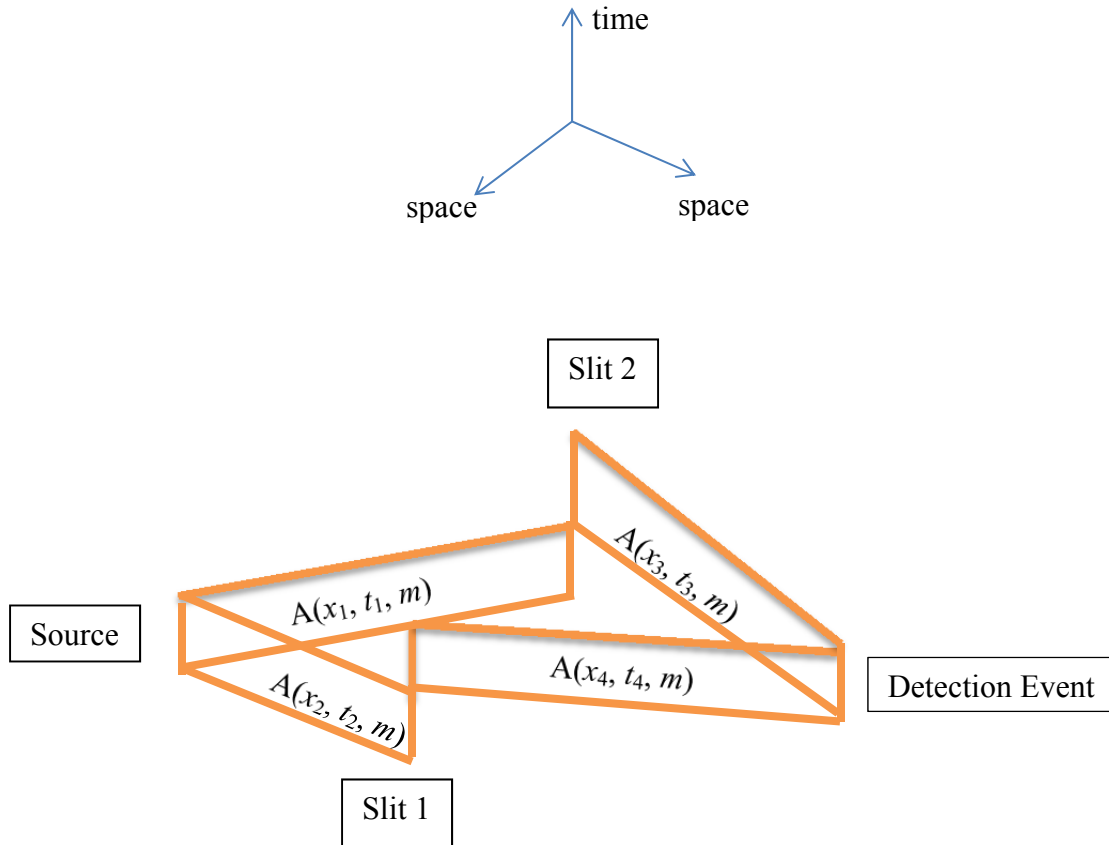 time
space
space
Slit 2
A(x₃, t₃, m)
A(x₁, t₁, m)
Source
A(x₄, t₄, m)
Detection Event
A(x₂, t₂, m)
Slit 1